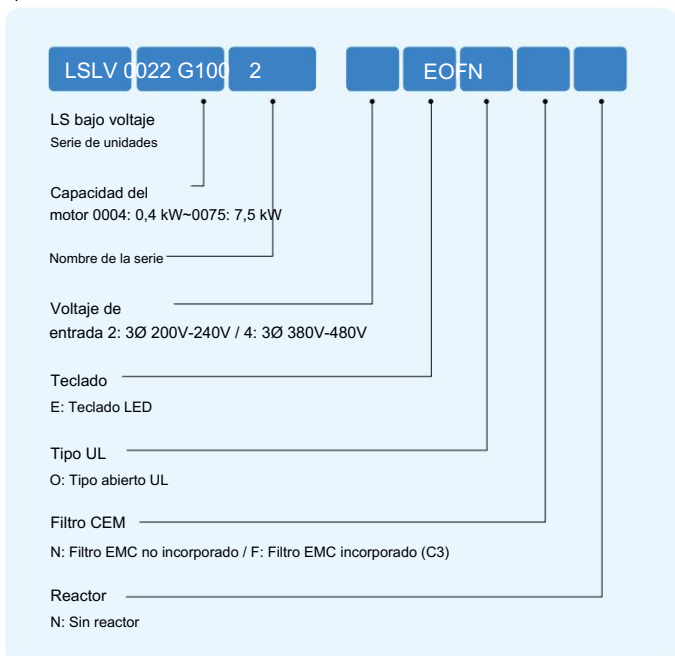 LSLV 0022 G100 2 EOFN
LS bajo voltaje
Serie de unidades
Capacidad del
motor 0004: 0,4 kW~0075: 7,5 kW
Nombre de la serie
Voltaje de
entrada 2: 3Ø 200V-240V / 4: 3Ø 380V-480V
Teclado
E: Teclado LED
Tipo UL
O: Tipo abierto UL
Filtro CEM
N: Filtro EMC no incorporado / F: Filtro EMC incorporado (C3)
Reactor
N: Sin reactor